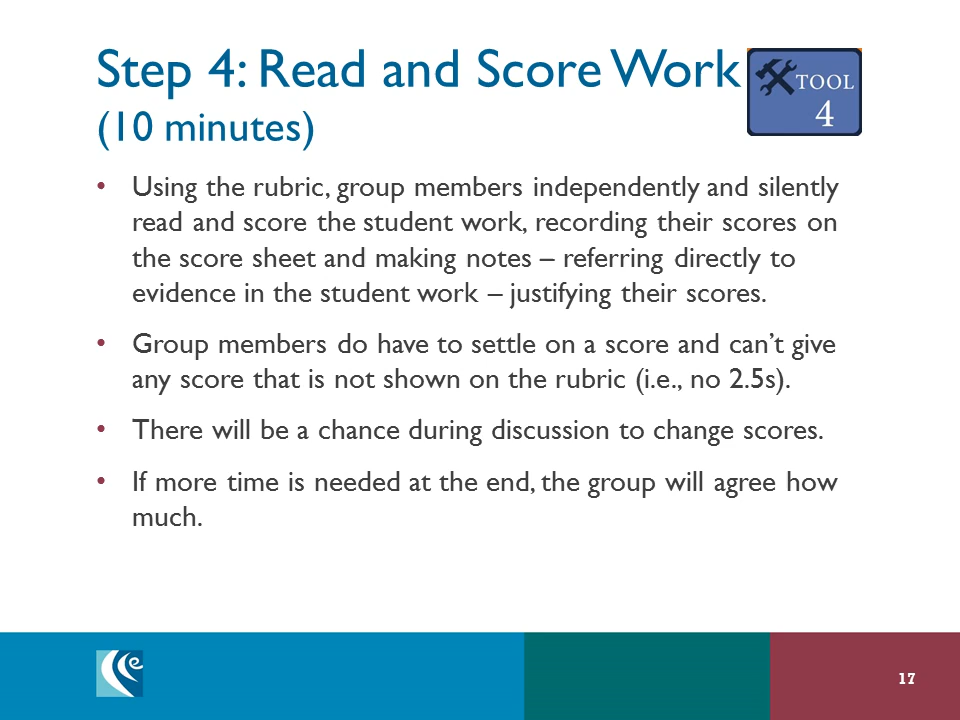 Step 4: Read and Score Work
(10 minutes)
TOOL
4
• Using the rubric, group members independently and silently
read and score the student work, recording their scores on
the score sheet and making notes – referring directly to
evidence in the student work – justifying their scores.
• Group members do have to settle on a score and can’t give
any score that is not shown on the rubric (i.e., no 2.5s).
• There will be a chance during discussion to change scores.
• If more time is needed at the end, the group will agree how
much.
e
17